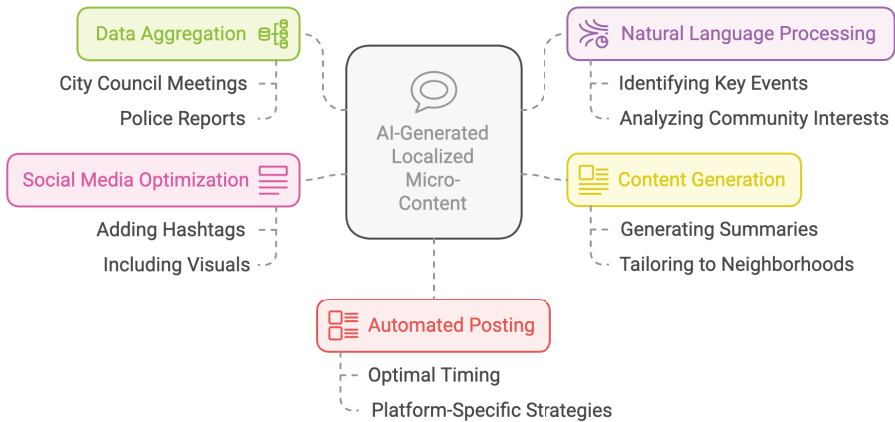 Data Aggregation
City Council Meetings
Police Reports
Natural Language Processing
Identifying Key Events
Analyzing Community Interests
AI-Generated
Localized
Micro-
Content
Social Media Optimization
Adding Hashtags
Including Visuals
Content Generation
Generating Summaries
Tailoring to Neighborhoods
Automated Posting
Optimal Timing
Platform-Specific Strategies